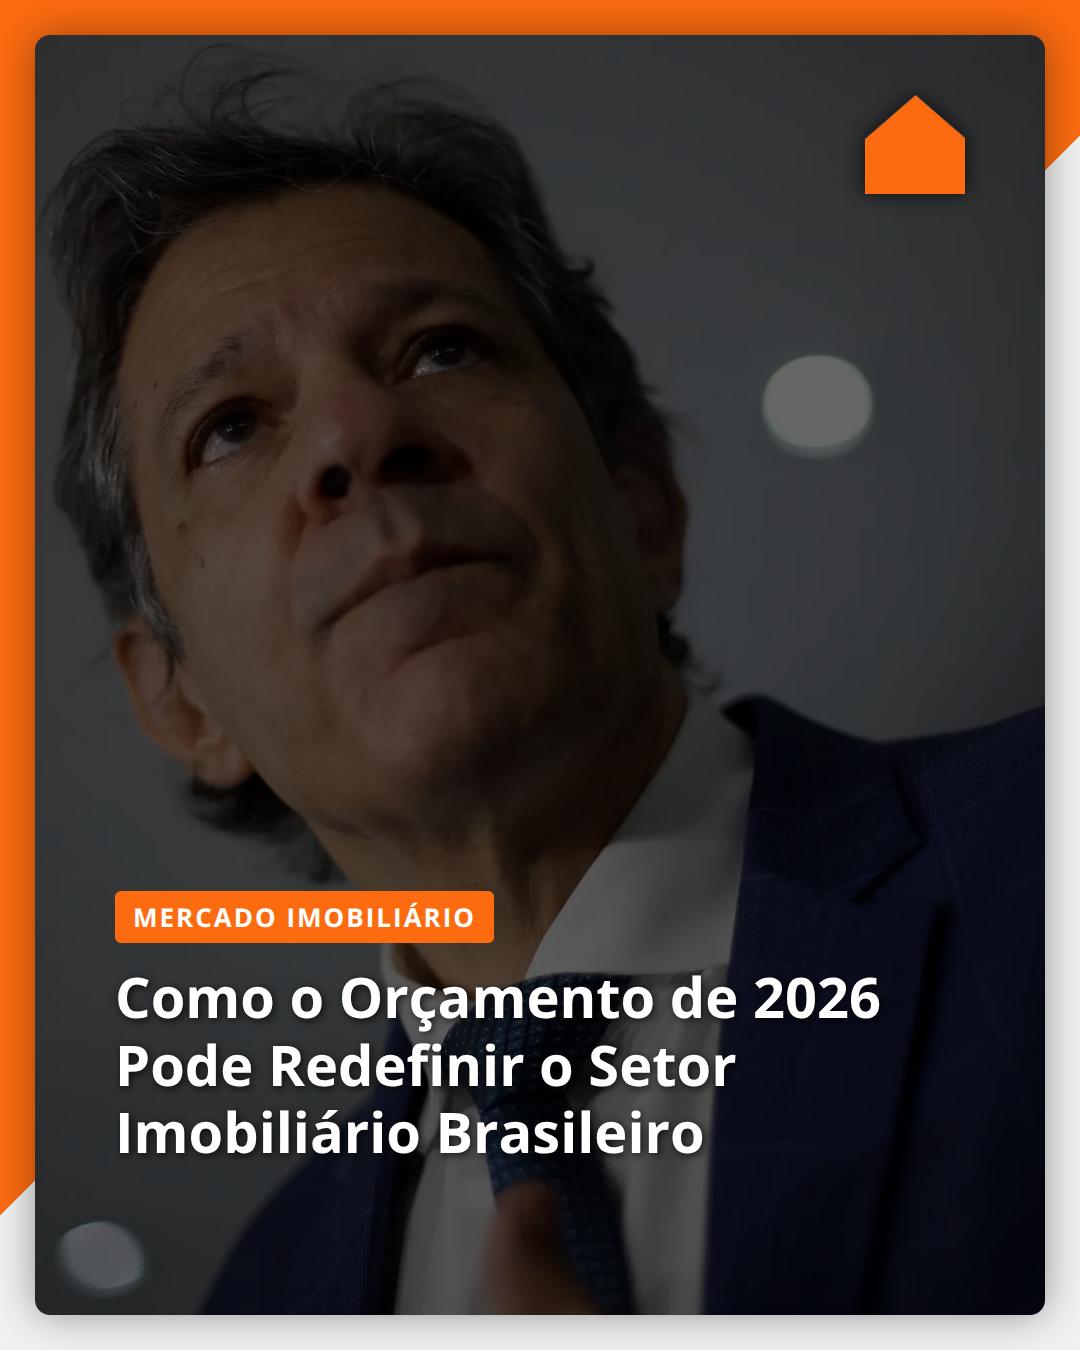 MERCADO IMOBILIÁRIO
Como o Orçamento de 2026
Pode Redefinir o Setor
Imobiliário Brasileiro